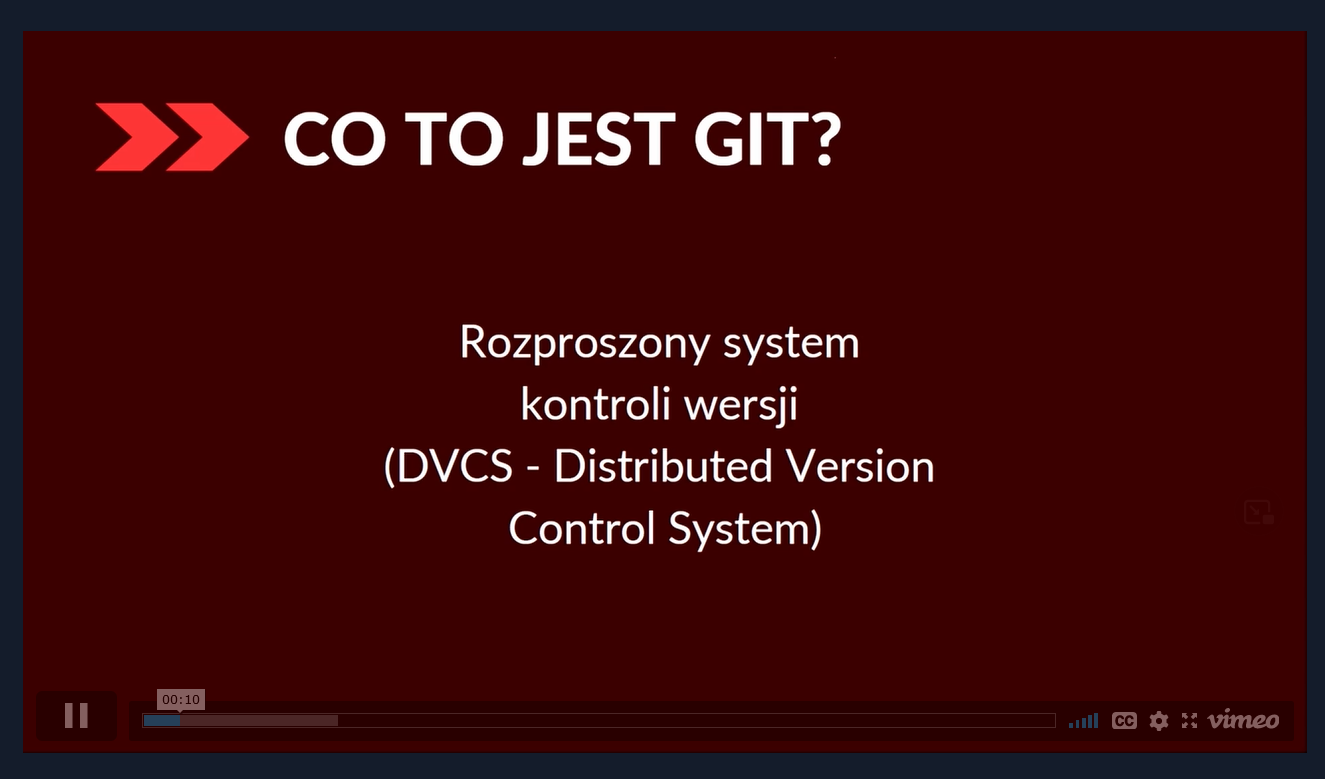 CO TO JEST GIT?
Rozproszony system
kontroli wersji
(DVCS - Distributed Version
Control System)
00:10
CC
vimeo